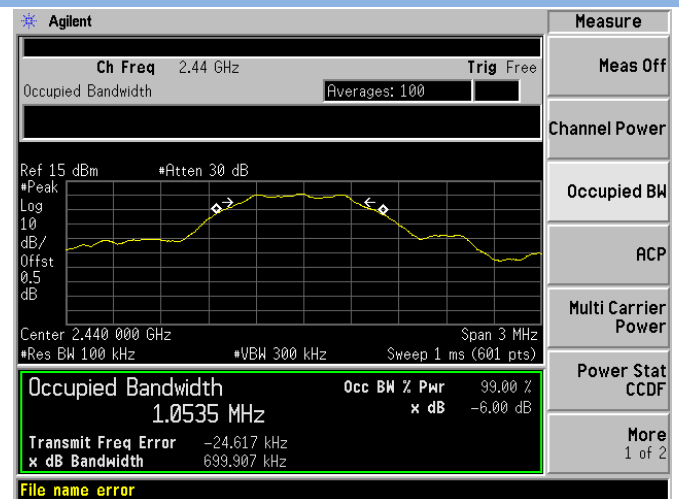 Agilent
Measure
Ch Freq 2.44 GHz Trig Free
Meas Off
Occupied Bandwidth Averages: 100
Channel Power
Ref 15 dBm #Atten 30 dB
#Peak
Log
10
dB/
Offst
0.5
dB
Occupied BW
ACP
Multi Carrier
Power
Center 2.440 000 GHz Span 3 MHz
#Res BW 100 kHz #VBW 300 kHz Sweep 1 ms (601 pts)
Power Stat
CCDF
Occupied Bandwidth Occ BW % Pwr 99.00 %
1.0535 MHz x dB -6.00 dB
Transmit Freq Error -24.617 kHz
x dB Bandwidth 699.907 kHz
More
1 of 2
File name error